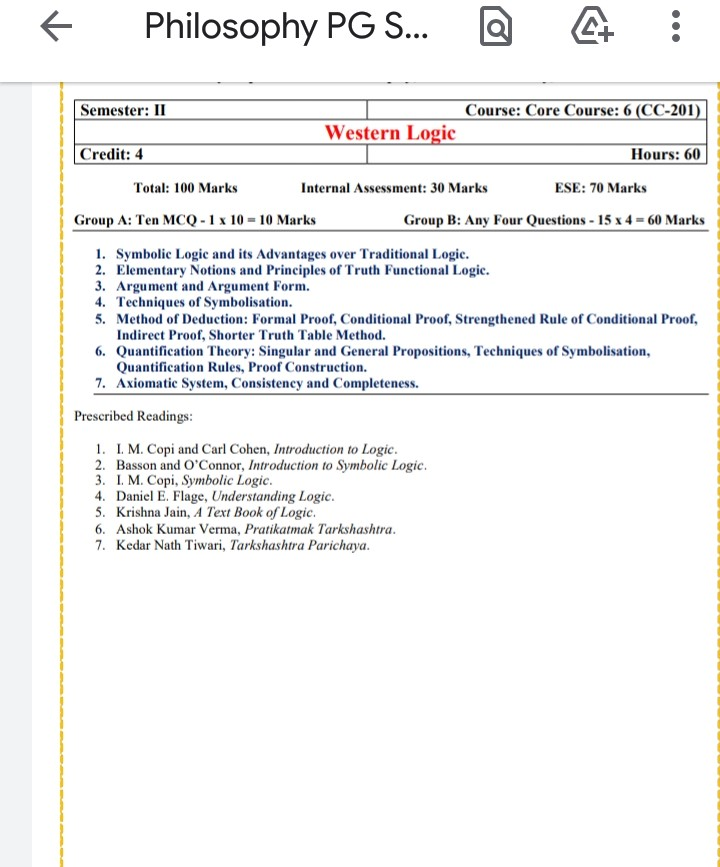 Philosophy PG S...
Semester: II Course: Core Course: 6 (CC-201)
Western Logic
Credit: 4 Hours: 60
Total: 100 Marks Internal Assessment: 30 Marks ESE: 70 Marks
Group A: Ten MCQ - 1 x 10 = 10 Marks Group B: Any Four Questions - 15 x 4 = 60 Marks
1. Symbolic Logic and its Advantages over Traditional Logic.
2. Elementary Notions and Principles of Truth Functional Logic.
3. Argument and Argument Form.
4. Techniques of Symbolisation.
5. Method of Deduction: Formal Proof, Conditional Proof, Strengthened Rule of Conditional Proof,
Indirect Proof, Shorter Truth Table Method.
6. Quantification Theory: Singular and General Propositions, Techniques of Symbolisation,
Quantification Rules, Proof Construction.
7. Axiomatic System, Consistency and Completeness.
Prescribed Readings:
1. I. M. Copi and Carl Cohen, Introduction to Logic.
2. Basson and O'Connor, Introduction to Symbolic Logic.
3. I. M. Copi, Symbolic Logic.
4. Daniel E. Flage, Understanding Logic.
5. Krishna Jain, A Text Book of Logic.
6. Ashok Kumar Verma, Pratikatmak Tarkshashtra.
7. Kedar Nath Tiwari, Tarkshashtra Parichaya.